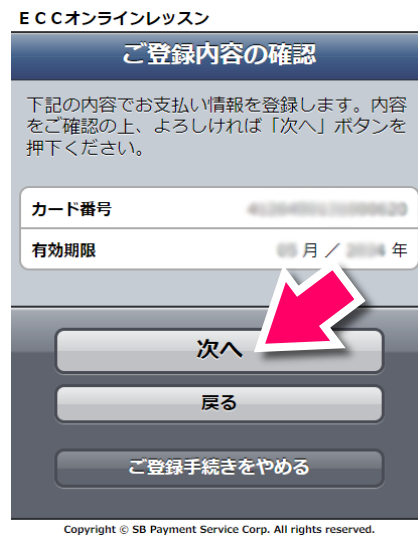 ＥＣＣオンラインレッスン
ご登録内容の確認
下記の内容でお支払い情報を登録します。内容
をご確認の上、よろしければ「次へ」ボタンを
押下ください。
カード番号
有効期限 月 ／ 年
次へ
戻る
ご登録手続きをやめる
Copyright © SB Payment Service Corp. All rights reserved.